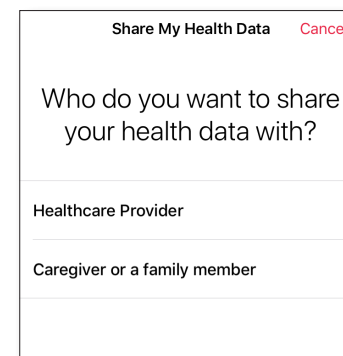 Share My Health Data Cance
Who do you want to share
your health data with?
Healthcare Provider
Caregiver or a family member